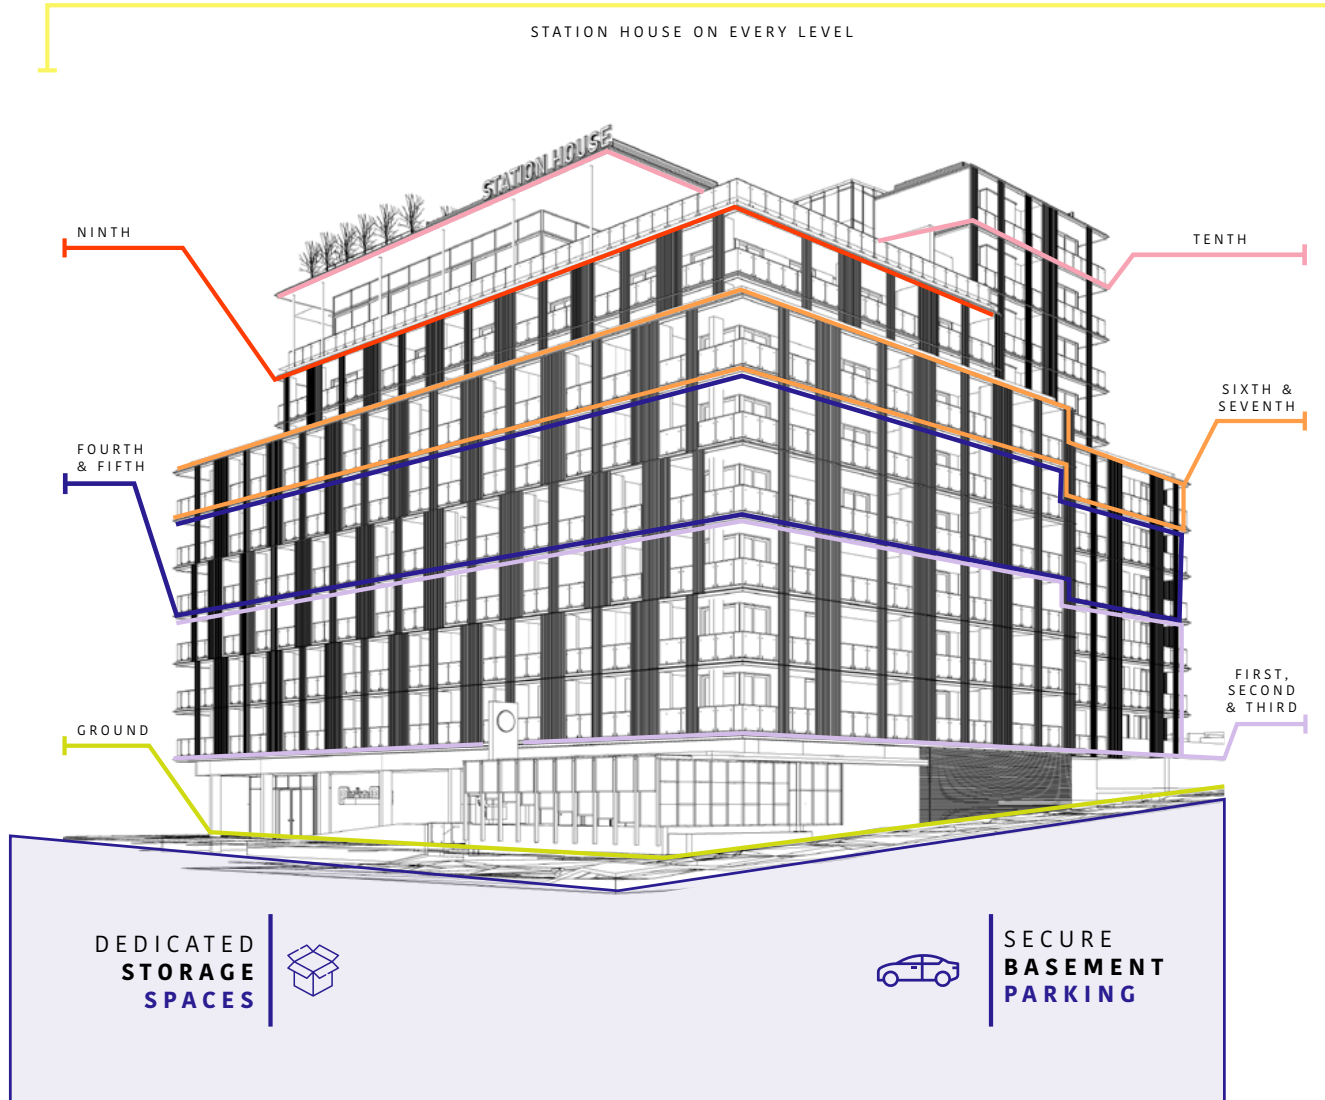 STATION HOUSE ON EVERY LEVEL
STATION HOUSE
NINTH
TENTH
SIXTH &
SEVENTH
FOURTH
& FIFTH
FIRST,
SECOND
& THIRD
GROUND
DEDICATED
STORAGE
SPACES
SECURE
BASEMENT
PARKING